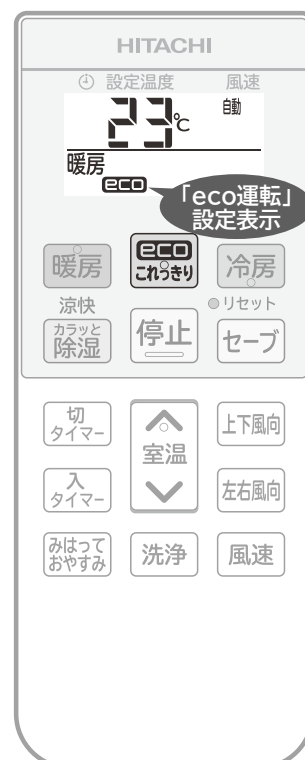 HITACHI
設定温度 風速
23℃ 自動
暖房
eco
「eco運転」
設定表示
暖房 eco これっきり 冷房
涼快 リセット
カラッと除湿 停止 セーブ
切タイマー 室温 上下風向
入タイマー 左右風向
みはっておやすみ 洗浄 風速